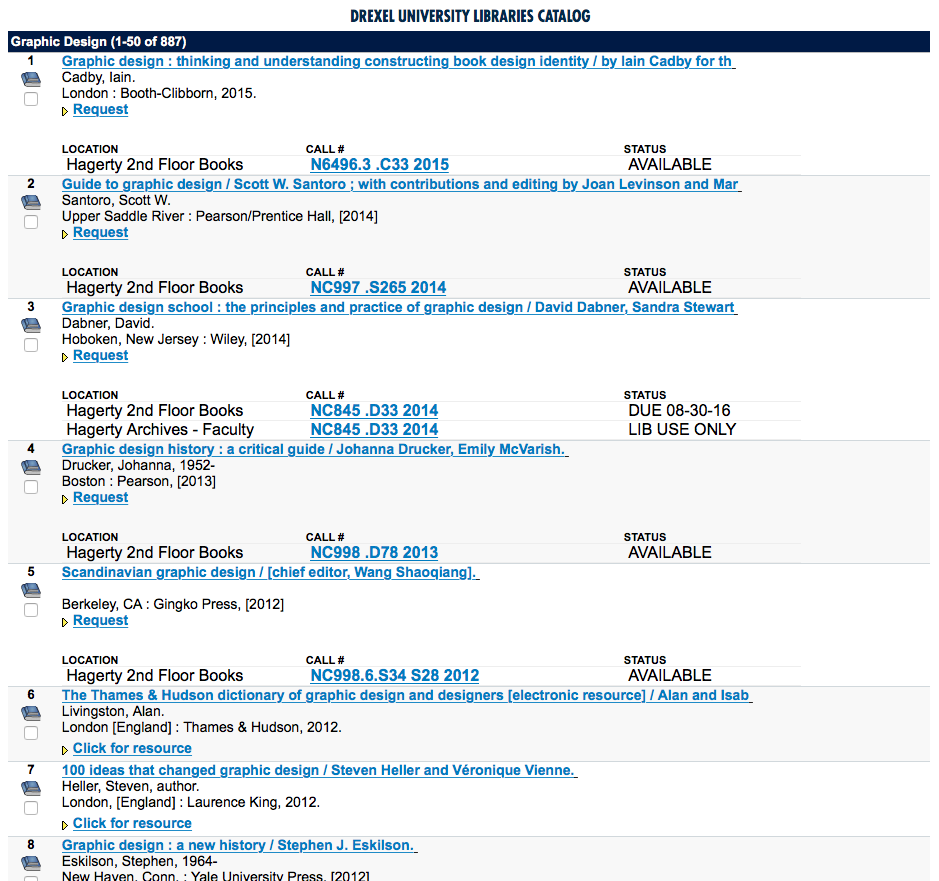 DREXEL UNIVERSITY LIBRARIES CATALOG
Graphic Design (1-50 of 887)
1 Graphic design : thinking and understanding constructing book design identity / by Iain Cadby for th
Cadby, Iain.
London : Booth-Clibborn, 2015.
Request
LOCATION CALL # STATUS
Hagerty 2nd Floor Books N6496.3 .C33 2015 AVAILABLE
2 Guide to graphic design / Scott W. Santoro ; with contributions and editing by Joan Levinson and Mar
Santoro, Scott W.
Upper Saddle River : Pearson/Prentice Hall, [2014]
Request
LOCATION CALL # STATUS
Hagerty 2nd Floor Books NC997 .S265 2014 AVAILABLE
3 Graphic design school : the principles and practice of graphic design / David Dabner, Sandra Stewart
Dabner, David.
Hoboken, New Jersey : Wiley, [2014]
Request
LOCATION CALL # STATUS
Hagerty 2nd Floor Books NC845 .D33 2014 DUE 08-30-16
Hagerty Archives - Faculty NC845 .D33 2014 LIB USE ONLY
4 Graphic design history : a critical guide / Johanna Drucker, Emily McVarish.
Drucker, Johanna, 1952-
Boston : Pearson, [2013]
Request
LOCATION CALL # STATUS
Hagerty 2nd Floor Books NC998 .D78 2013 AVAILABLE
5 Scandinavian graphic design / [chief editor, Wang Shaoqiang].
Berkeley, CA : Gingko Press, [2012]
Request
LOCATION CALL # STATUS
Hagerty 2nd Floor Books NC998.6.S34 S28 2012 AVAILABLE
6 The Thames & Hudson dictionary of graphic design and designers [electronic resource] / Alan and Isab
Livingston, Alan.
London [England] : Thames & Hudson, 2012.
Click for resource
7 100 ideas that changed graphic design / Steven Heller and Véronique Vienne.
Heller, Steven, author.
London, [England] : Laurence King, 2012.
Click for resource
8 Graphic design : a new history / Stephen J. Eskilson.
Eskilson, Stephen, 1964-
New Haven, Conn. : Yale University Press, [2012]